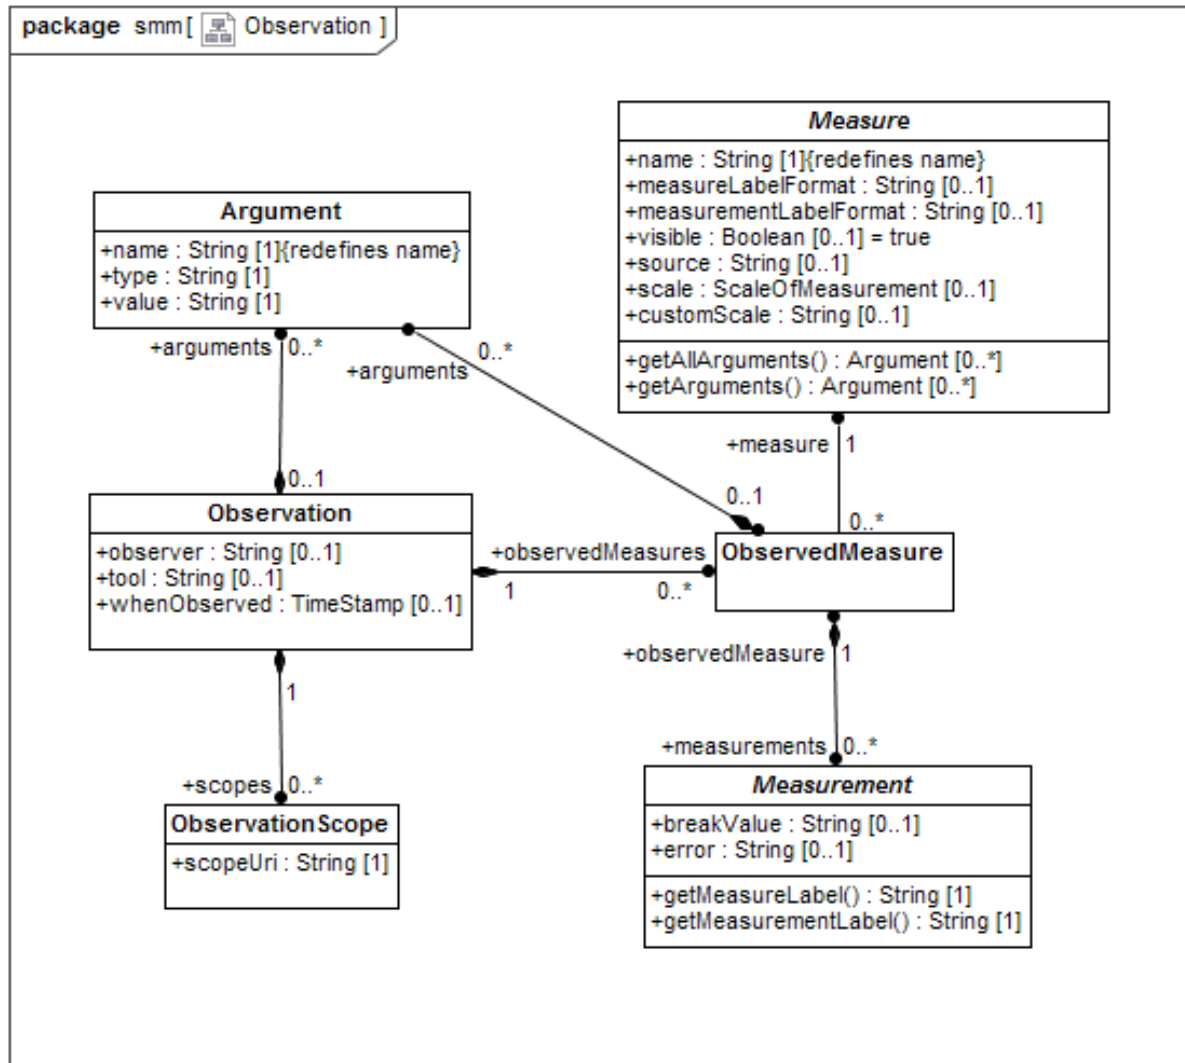 package smm[ Observation ]
Measure
+name : String [1]{redefines name}
+measureLabelFormat : String [0..1]
+measurementLabelFormat : String [0..1]
+visible : Boolean [0..1] = true
+source : String [0..1]
+scale : ScaleOfMeasurement [0..1]
+customScale : String [0..1]
+getAllArguments() : Argument [0..*]
+getArguments() : Argument [0..*]
Argument
+name : String [1]{redefines name}
+type : String [1]
+value : String [1]
+arguments
0..*
+arguments
0..*
+measure
1
0..1
0..1
0..*
Observation
+observer : String [0..1]
+tool : String [0..1]
+whenObserved : TimeStamp [0..1]
+observedMeasures
1
0..*
ObservedMeasure
+observedMeasure
1
1
+measurements
0..*
+scopes
0..*
ObservationScope
+scopeUri : String [1]
Measurement
+breakValue : String [0..1]
+error : String [0..1]
+getMeasureLabel() : String [1]
+getMeasurementLabel() : String [1]